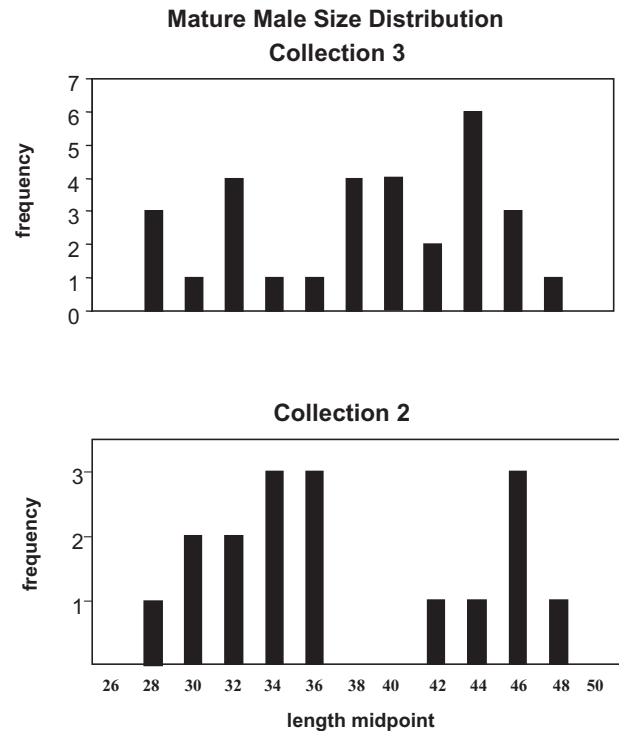 Mature Male Size Distribution
Collection 3
frequency
7
6
5
4
3
2
1
0
Collection 2
frequency
3
2
1
26 28 30 32 34 36 38 40 42 44 46 48 50
length midpoint